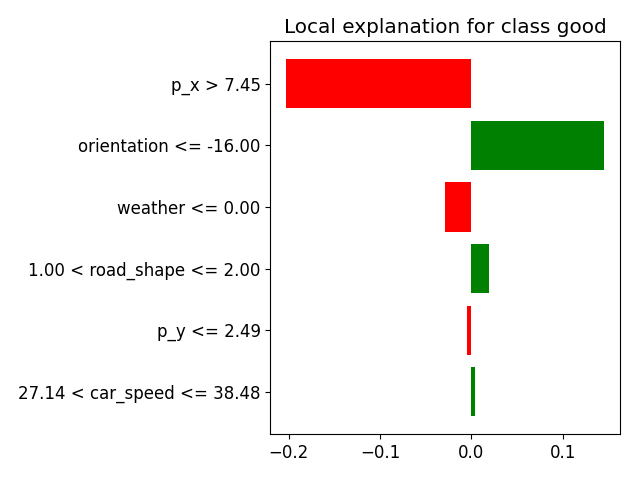 Local explanation for class good
p_x > 7.45
orientation <= -16.00
weather <= 0.00
1.00 < road_shape <= 2.00
p_y <= 2.49
27.14 < car_speed <= 38.48
−0.2 −0.1 0.0 0.1